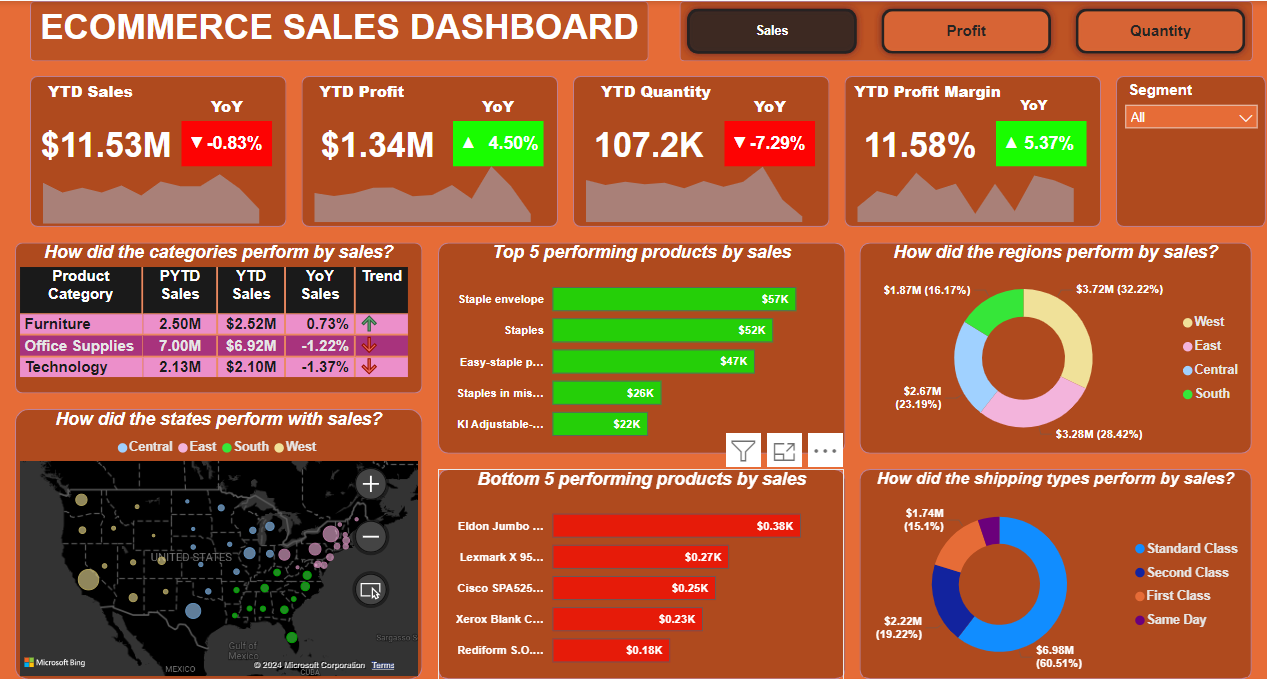 ECOMMERCE SALES DASHBOARD
Sales
Profit
Quantity
YTD Sales
YoY
$11.53M
▼ -0.83%
YTD Profit
YoY
$1.34M
▲ 4.50%
YTD Quantity
YoY
107.2K
▼ -7.29%
YTD Profit Margin
YoY
11.58%
▲ 5.37%
Segment
All
How did the categories perform by sales?
Product Category PYTD Sales YTD Sales YoY Sales Trend
Furniture 2.50M $2.52M 0.73%
Office Supplies 7.00M $6.92M -1.22%
Technology 2.13M $2.10M -1.37%
Top 5 performing products by sales
Staple envelope $57K
Staples $52K
Easy-staple p... $47K
Staples in mis... $26K
KI Adjustable-... $22K
How did the regions perform by sales?
$1.87M (16.17%)
$3.72M (32.22%)
$2.67M
(23.19%)
$3.28M (28.42%)
West
East
Central
South
How did the states perform with sales?
Central East South West
UNITED STATES
Gulf of
Mexico
Sargasso S
MEXICO
CUBA
Microsoft Bing
© 2024 Microsoft Corporation Terms
Bottom 5 performing products by sales
Eldon Jumbo ... $0.38K
Lexmark X 95... $0.27K
Cisco SPA525... $0.25K
Xerox Blank C... $0.23K
Rediform S.O.... $0.18K
How did the shipping types perform by sales?
$1.74M
(15.1%)
$2.22M
(19.22%)
$6.98M
(60.51%)
Standard Class
Second Class
First Class
Same Day